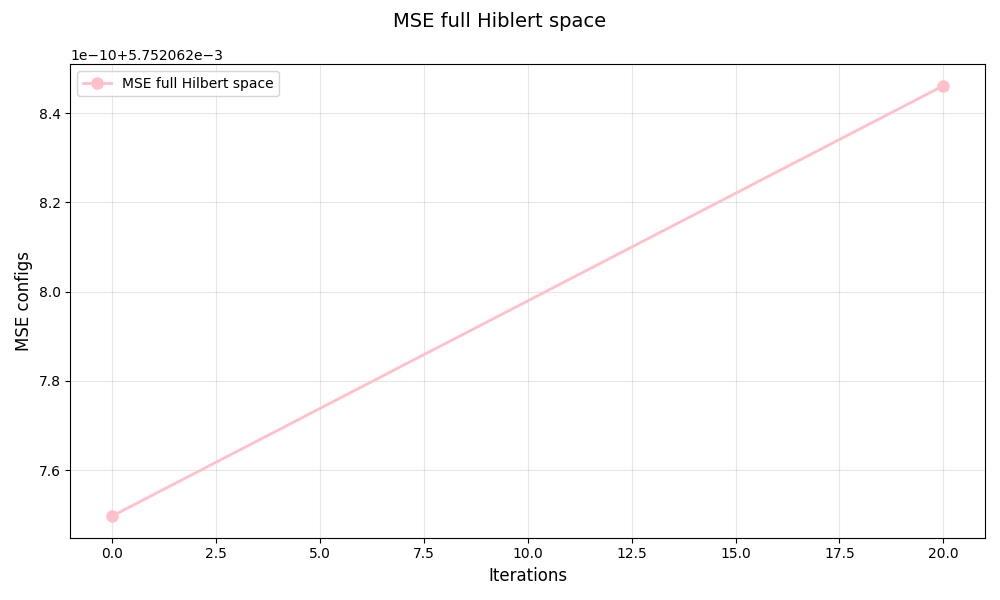 MSE full Hiblert space
1e−10+5.752062e−3
MSE full Hilbert space
8.4
8.2
8.0
7.8
7.6
MSE configs
0.0 2.5 5.0 7.5 10.0 12.5 15.0 17.5 20.0
Iterations